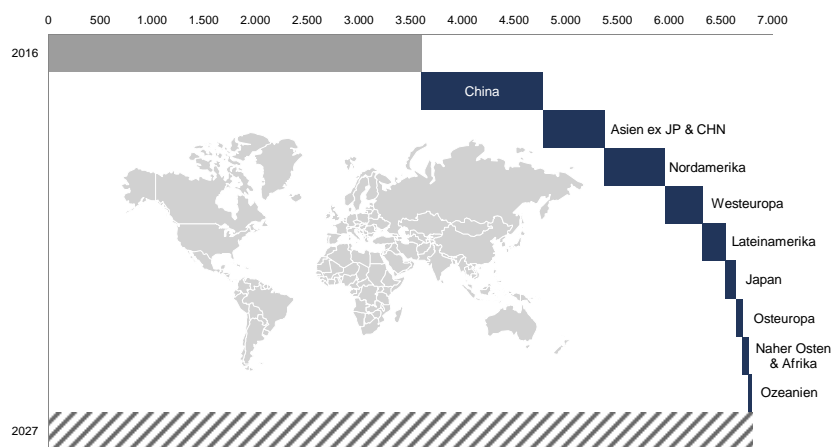 0 500 1.000 1.500 2.000 2.500 3.000 3.500 4.000 4.500 5.000 5.500 6.000 6.500 7.000
2016
China
Asien ex JP & CHN
Nordamerika
Westeuropa
Lateinamerika
Japan
Osteuropa
Naher Osten
& Afrika
Ozeanien
2027